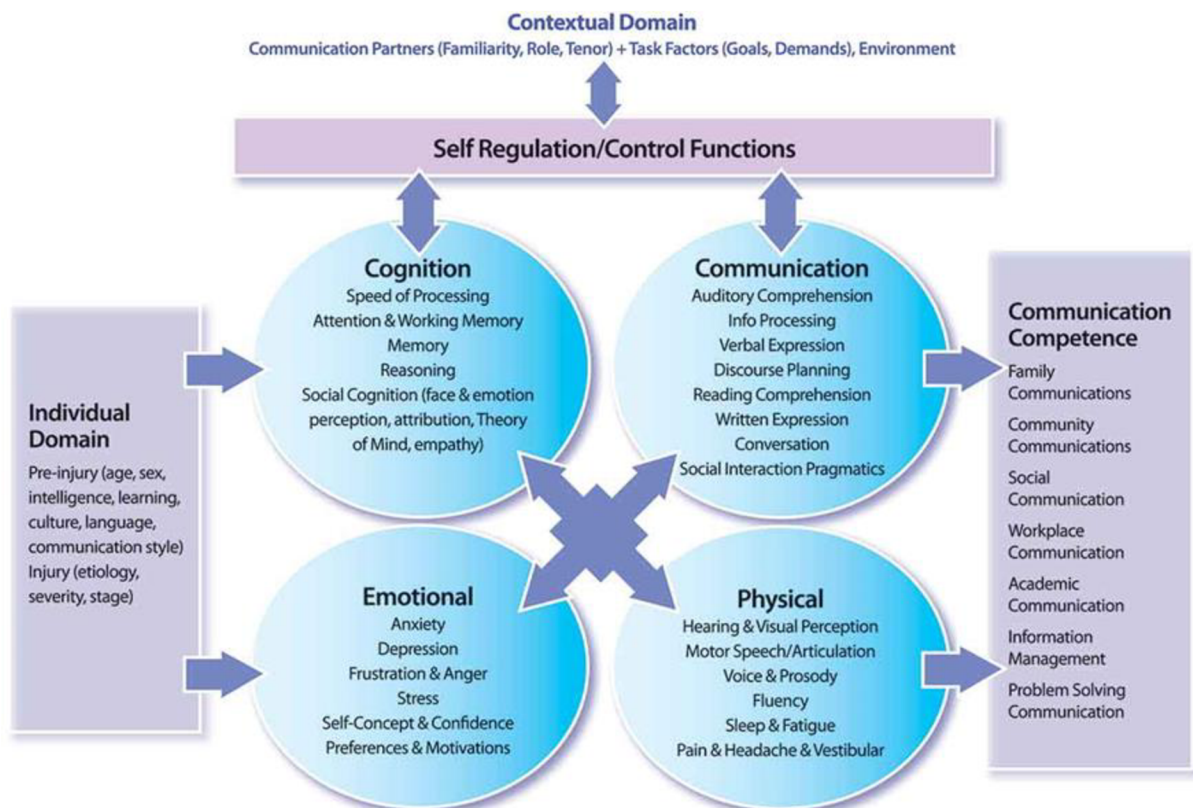 Contextual Domain
Communication Partners (Familiarity, Role, Tenor) + Task Factors (Goals, Demands), Environment
Self Regulation/Control Functions
Individual
Domain
Pre-injury (age, sex,
intelligence, learning,
culture, language,
communication style)
Injury (etiology,
severity, stage)
Cognition
Speed of Processing
Attention & Working Memory
Memory
Reasoning
Social Cognition (face & emotion
perception, attribution, Theory
of Mind, empathy)
Communication
Auditory Comprehension
Info Processing
Verbal Expression
Discourse Planning
Reading Comprehension
Written Expression
Conversation
Social Interaction Pragmatics
Emotional
Anxiety
Depression
Frustration & Anger
Stress
Self-Concept & Confidence
Preferences & Motivations
Physical
Hearing & Visual Perception
Motor Speech/Articulation
Voice & Prosody
Fluency
Sleep & Fatigue
Pain & Headache & Vestibular
Communication
Competence
Family
Communications
Community
Communications
Social
Communication
Workplace
Communication
Academic
Communication
Information
Management
Problem Solving
Communication